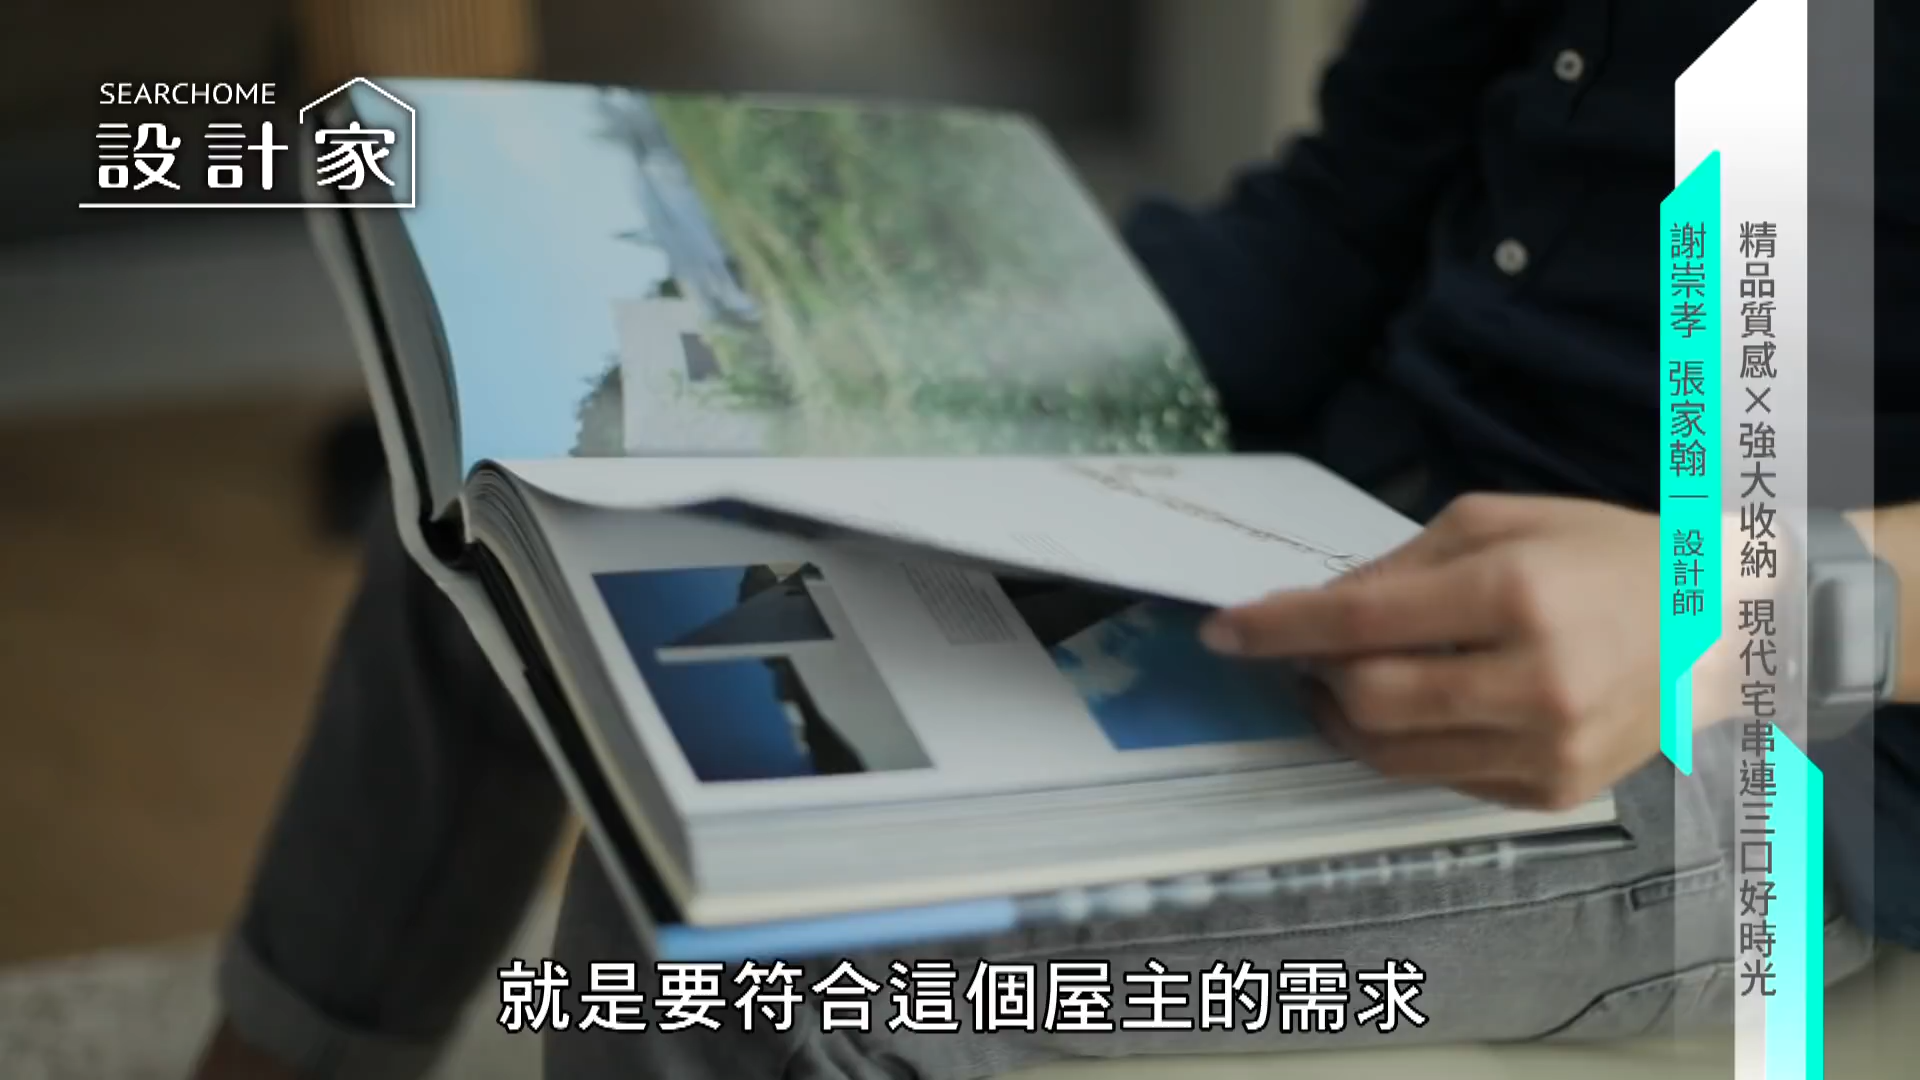 SEARCHOME
設計家
精品質感×強大收納 現代宅串連三口好時光
謝崇孝 張家翰 — 設計師
就是要符合這個屋主的需求